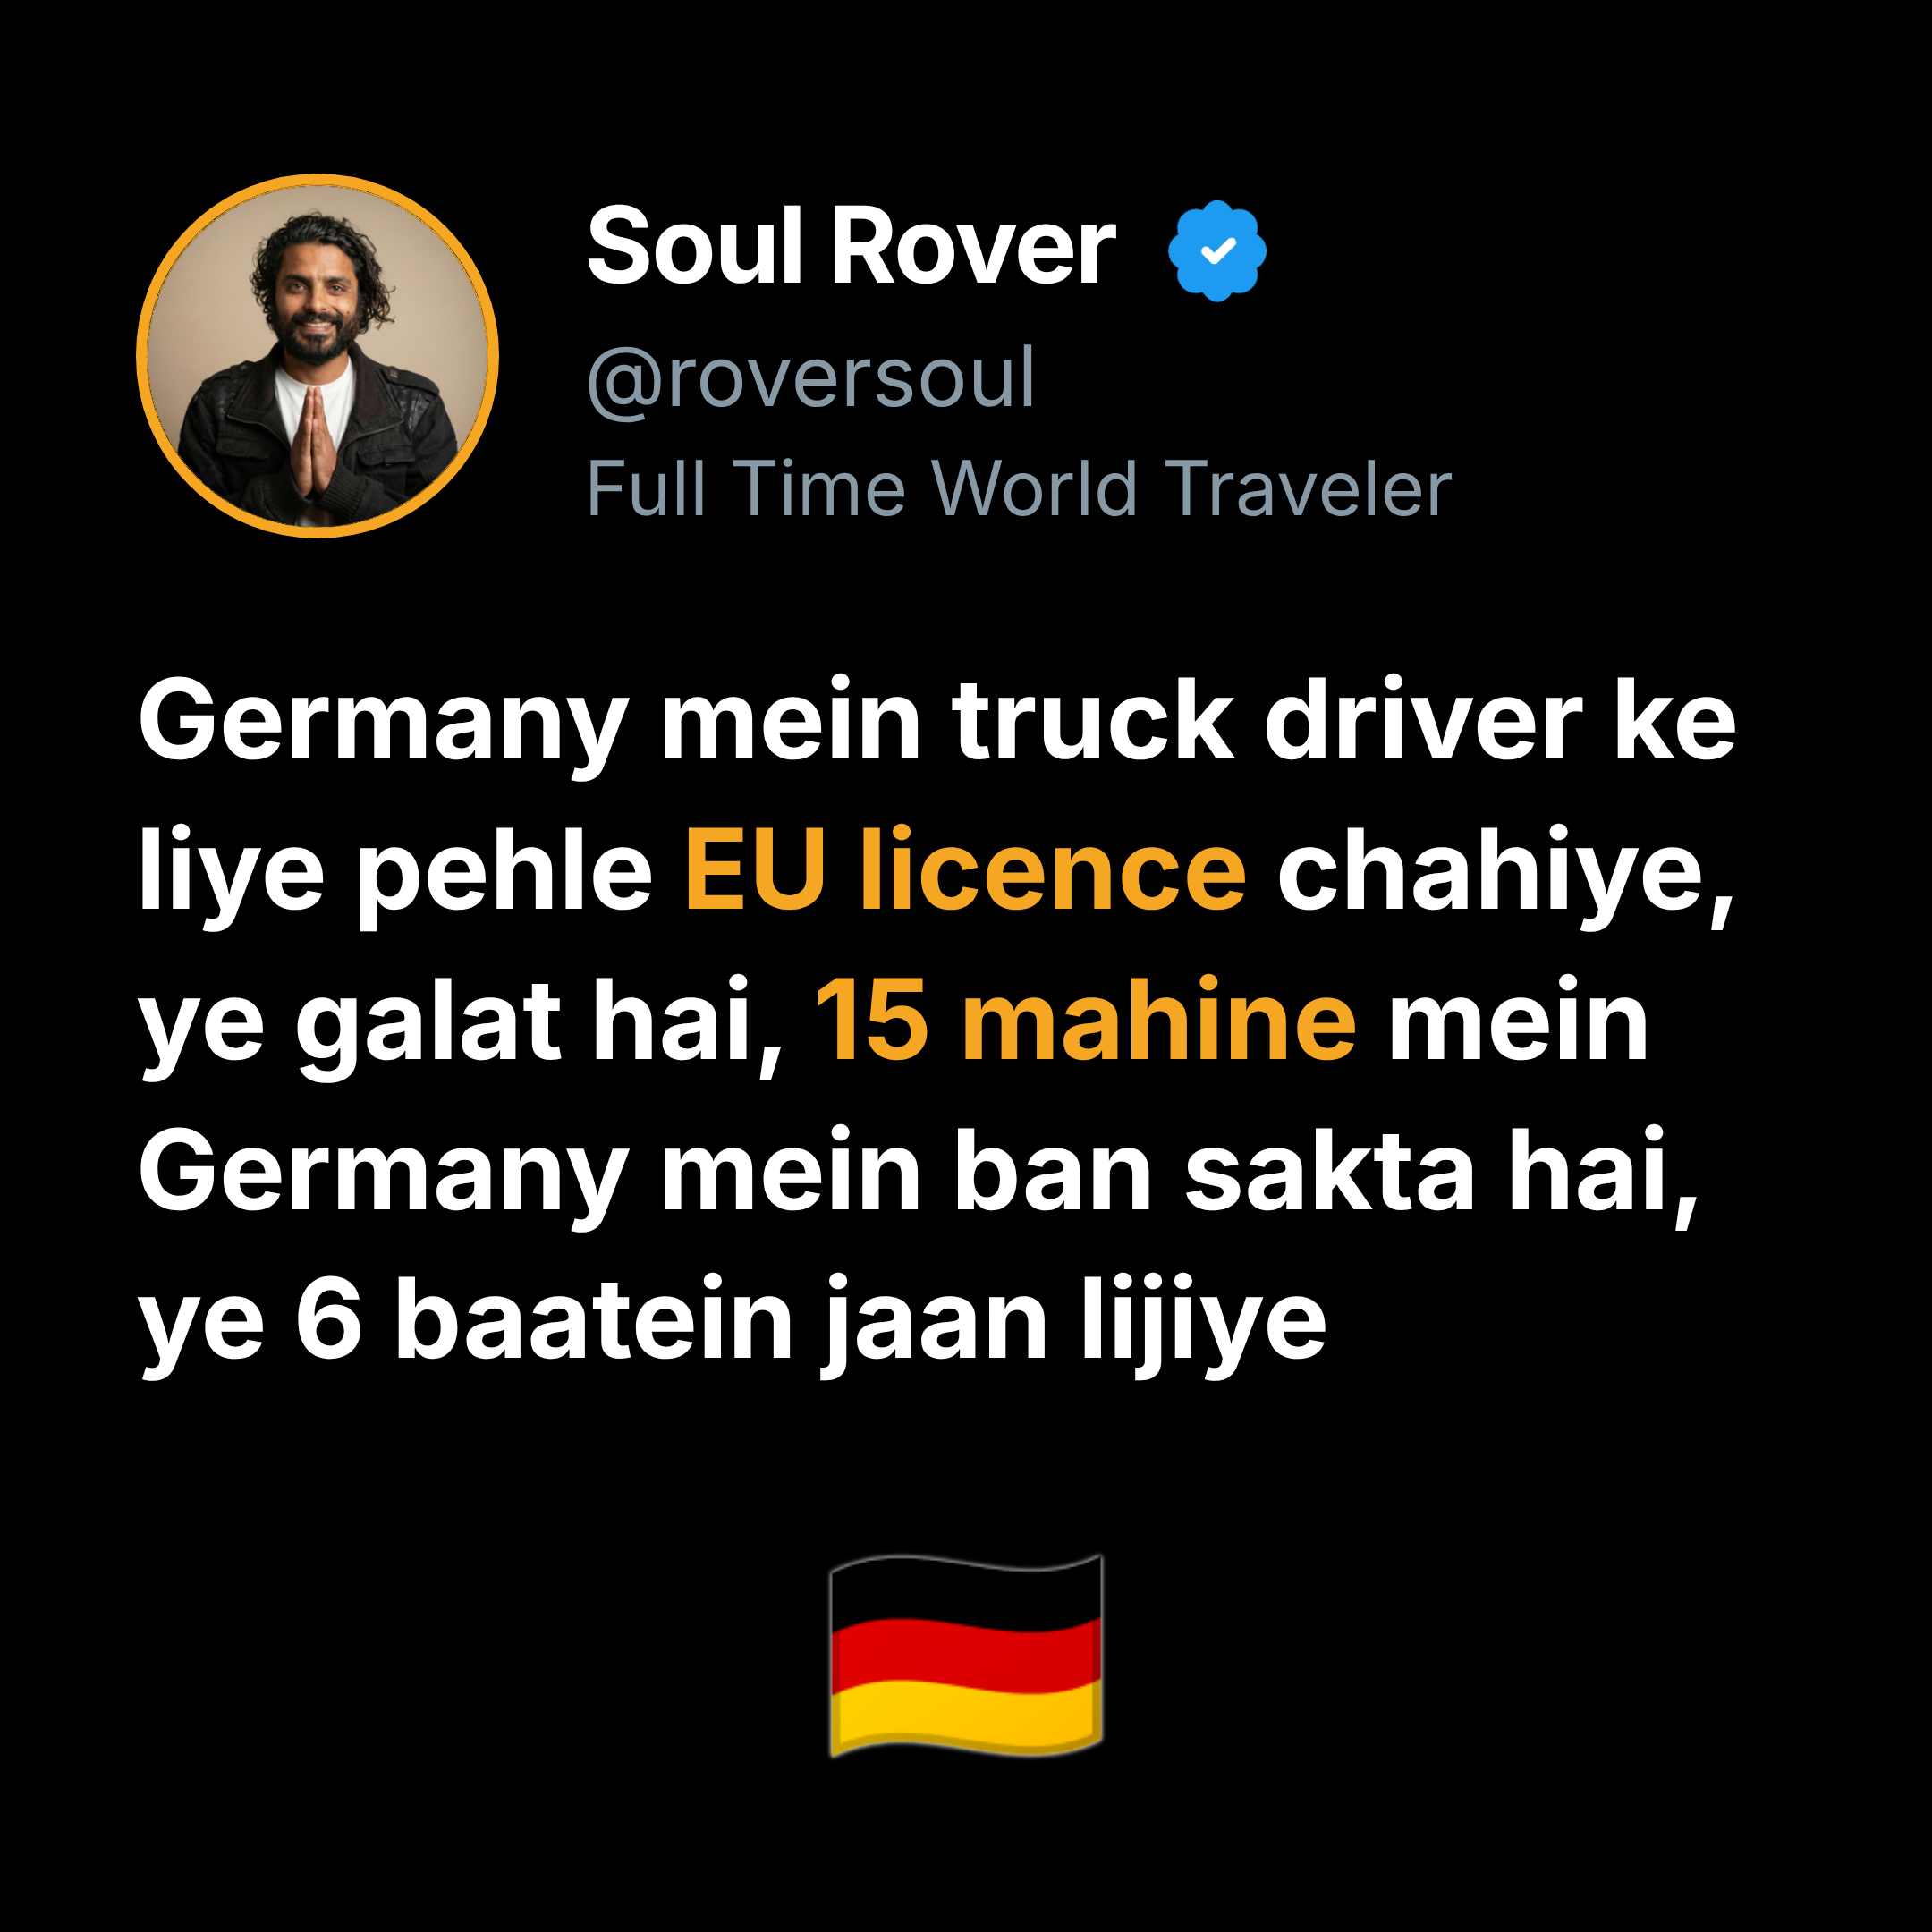 Soul Rover
@roversoul
Full Time World Traveler
Germany mein truck driver ke
liye pehle EU licence chahiye,
ye galat hai, 15 mahine mein
Germany mein ban sakta hai,
ye 6 baatein jaan lijiye